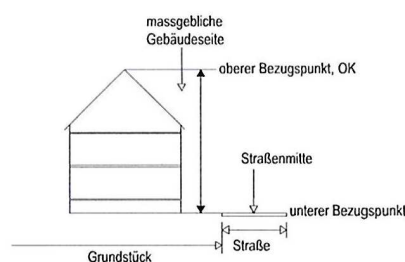 massgebliche
Gebäudeseite
oberer Bezugspunkt, OK
Straßenmitte
unterer Bezugspunkt
Straße
Grundstück